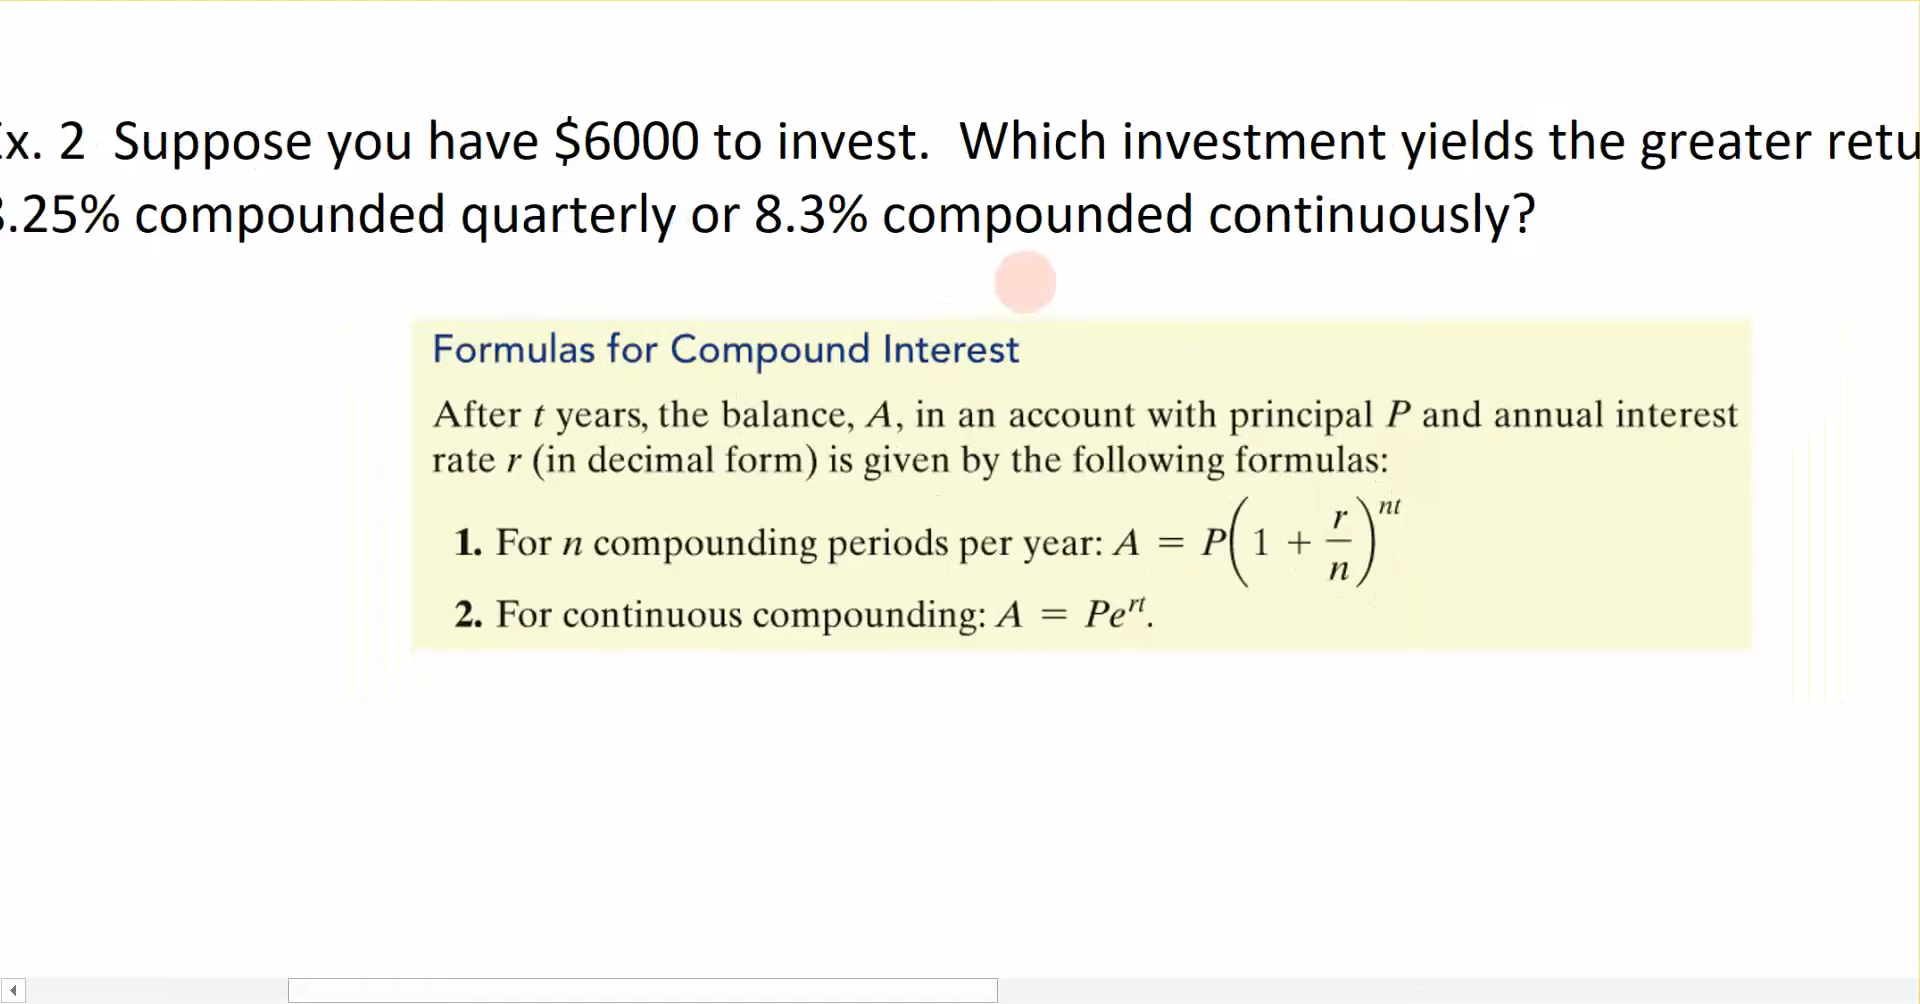 x. 2 Suppose you have $6000 to invest. Which investment yields the greater retu
.25% compounded quarterly or 8.3% compounded continuously?
Formulas for Compound Interest
After t years, the balance, A, in an account with principal P and annual interest
rate r (in decimal form) is given by the following formulas:
1. For n compounding periods per year: A = P(1 + r/n)^nt
2. For continuous compounding: A = Pe^rt.